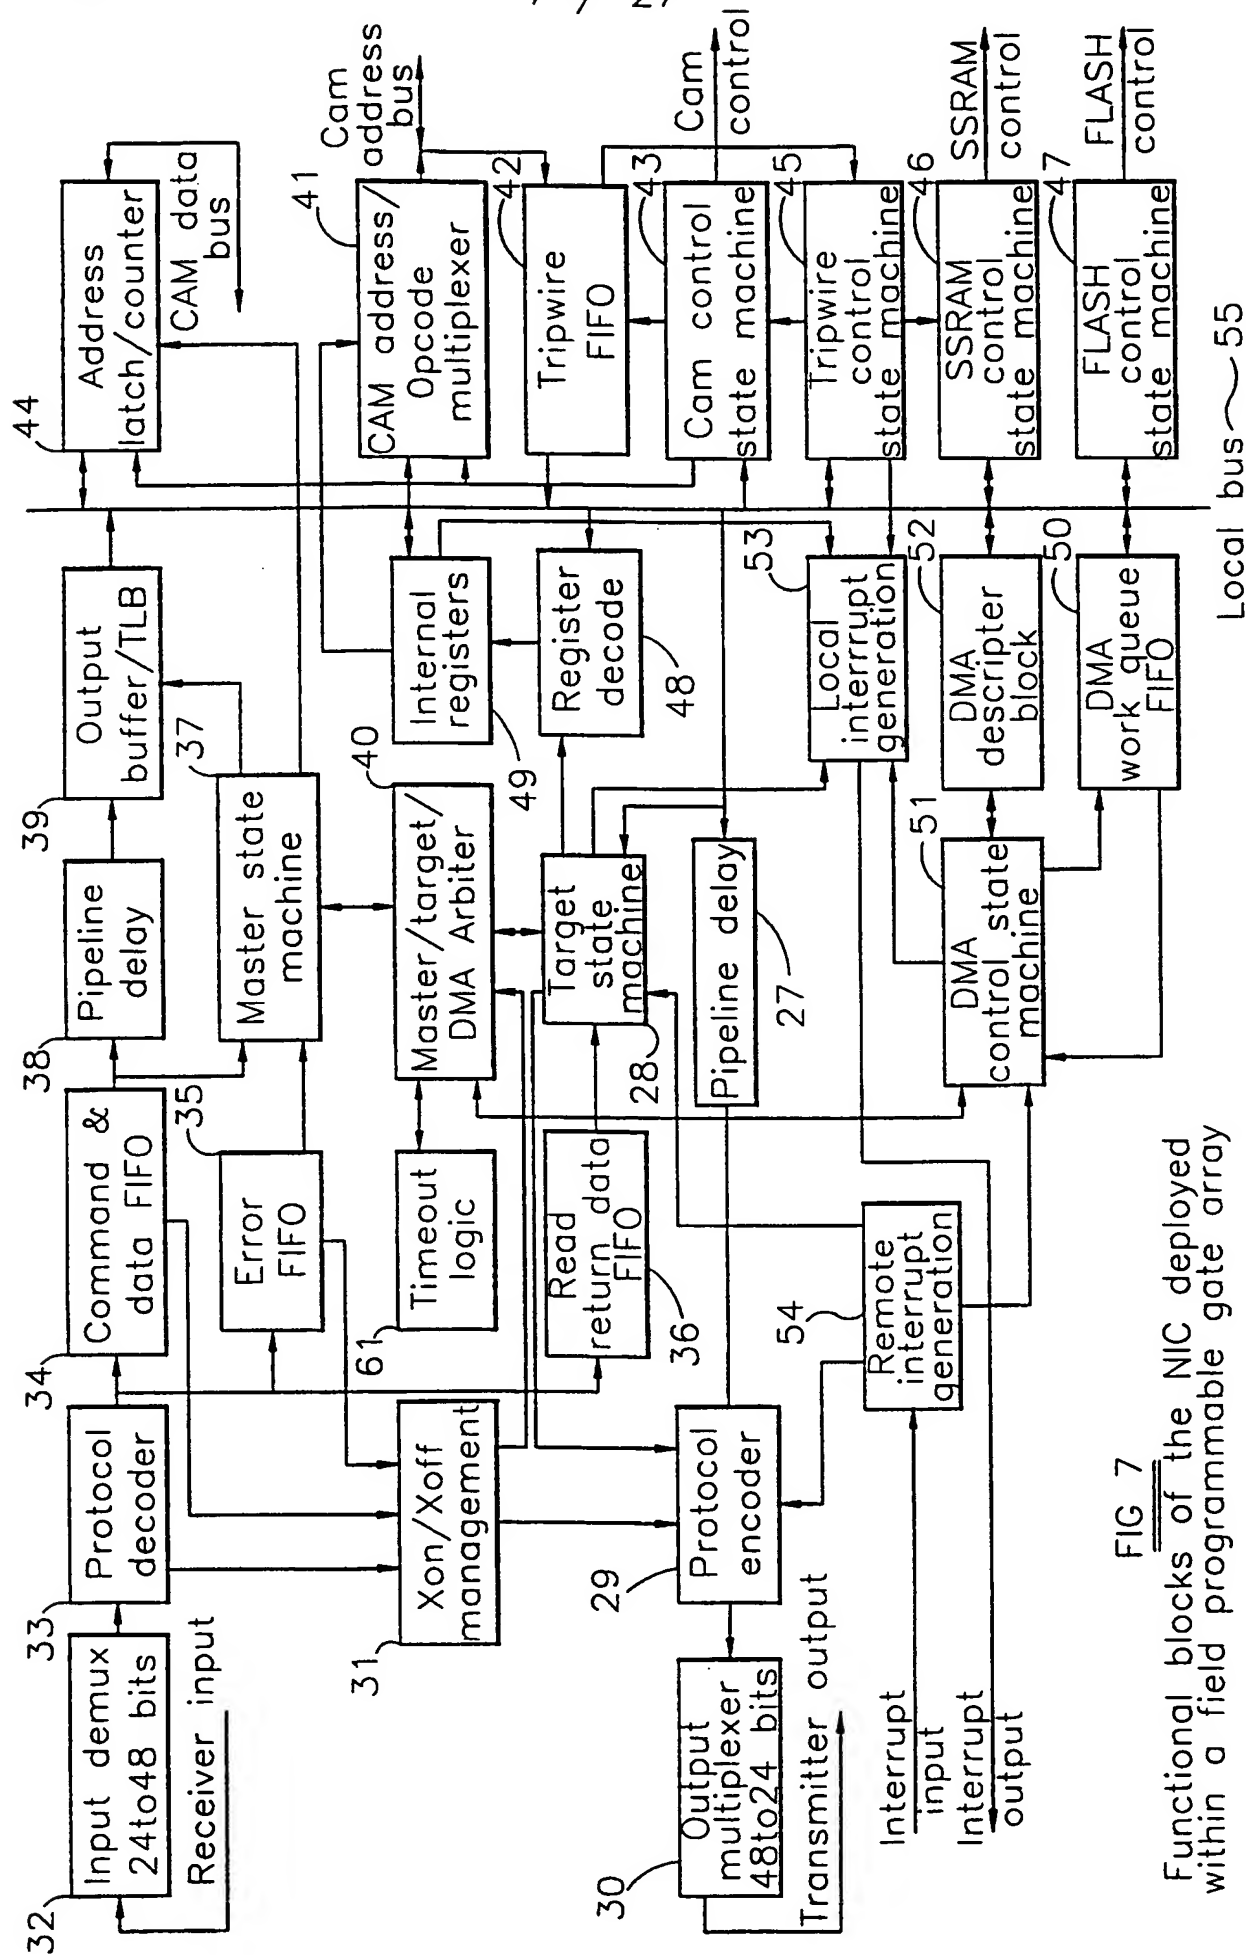 32
Input demux
24to48 bits
Receiver input
33
Protocol
decoder
34
Command &
data FIFO
38
Pipeline
delay
39
Output
buffer/TLB
44
Address
latch/counter
CAM data
bus
35
Error
FIFO
37
Master state
machine
31
Xon/Xoff
management
61
Timeout
logic
40
Master/target/
DMA Arbiter
49
Internal
registers
41
CAM address/
Opcode
multiplexer
Cam
address
bus
36
Read
return data
FIFO
28
Target
state
machine
48
Register
decode
42
Tripwire
FIFO
30
Output
multiplexer
48to24 bits
Transmitter output
29
Protocol
encoder
27
Pipeline delay
43
Cam control
state machine
Cam
control
54
Remote
interrupt
generation
Interrupt
input
Interrupt
output
53
Local
interrrupt
generation
45
Tripwire
control
state machine
51
DMA
control state
machine
52
DMA
descripter
block
46
SSRAM
control
state machine
SSRAM
control
50
DMA
work queue
FIFO
47
FLASH
control
state machine
FLASH
control
Local bus 55
FIG 7
Functional blocks of the NIC deployed
within a field programmable gate array